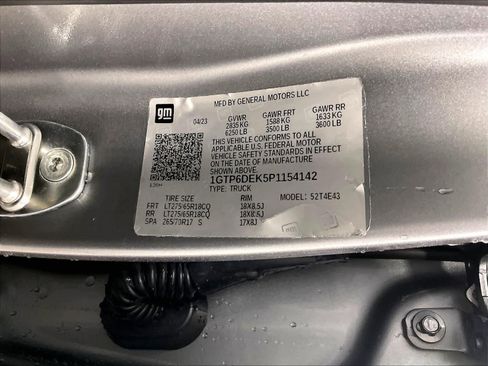 gm
MFD BY GENERAL MOTORS LLC
04/23 GVWR GAWR FRT GAWR RR
2835 KG 1588 KG 1633 KG
6250 LB 3500 LB 3600 LB
THIS VEHICLE CONFORMS TO ALL
APPLICABLE U.S. FEDERAL MOTOR
VEHICLE SAFETY STANDARDS IN EFFECT
ON THE DATE OF MANUFACTURE
SHOWN ABOVE.
1GTP6DEK5P1154142
TYPE: TRUCK
TIRE SIZE RIM MODEL: 52T4E43
FRT LT275/65R18CQ 18X8.5J
RR LT275/65R18CQ 18X8.5J
SPA 265/70R17 S 17X8J